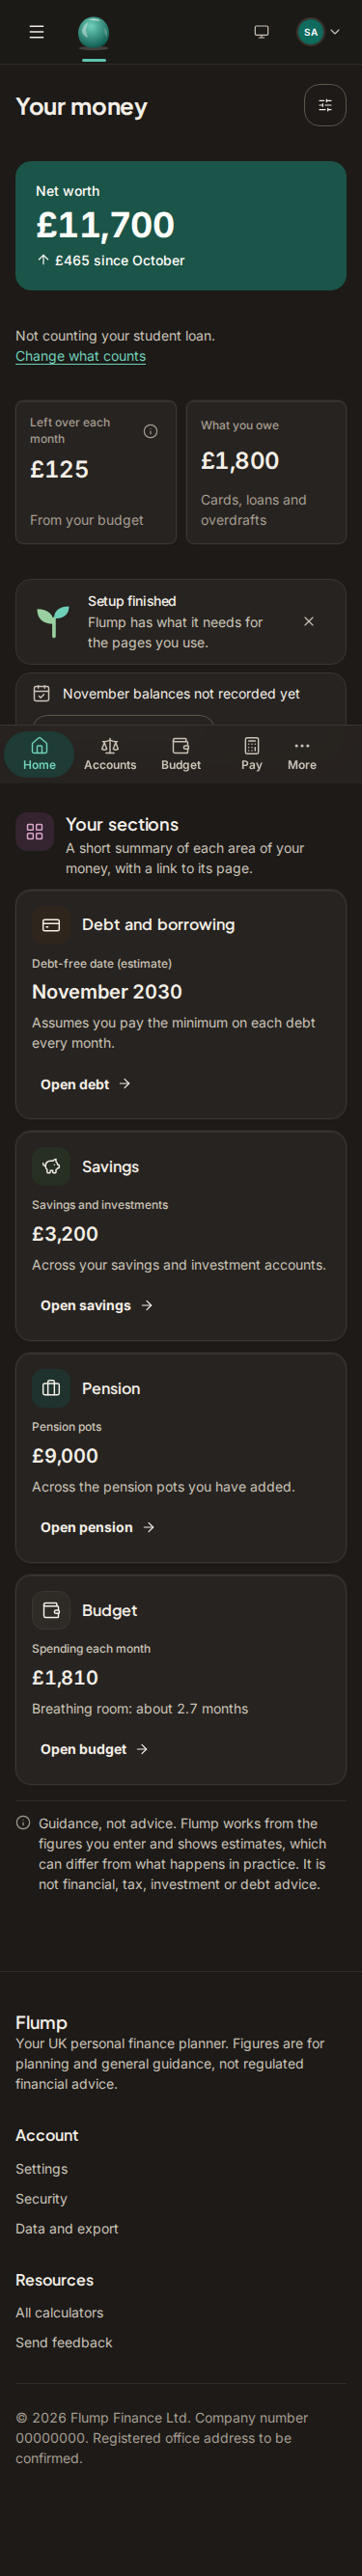 SA
Your money
Net worth
£11,700
↑ £465 since October
Not counting your student loan.
Change what counts
Left over each
month
£125
From your budget
What you owe
£1,800
Cards, loans and
overdrafts
Setup finished
Flump has what it needs for
the pages you use.
November balances not recorded yet
Home
Accounts
Budget
Pay
More
Your sections
A short summary of each area of your
money, with a link to its page.
Debt and borrowing
Debt-free date (estimate)
November 2030
Assumes you pay the minimum on each debt
every month.
Open debt →
Savings
Savings and investments
£3,200
Across your savings and investment accounts.
Open savings →
Pension
Pension pots
£9,000
Across the pension pots you have added.
Open pension →
Budget
Spending each month
£1,810
Breathing room: about 2.7 months
Open budget →
Guidance, not advice. Flump works from the
figures you enter and shows estimates, which
can differ from what happens in practice. It is
not financial, tax, investment or debt advice.
Flump
Your UK personal finance planner. Figures are for
planning and general guidance, not regulated
financial advice.
Account
Settings
Security
Data and export
Resources
All calculators
Send feedback
© 2026 Flump Finance Ltd. Company number
00000000. Registered office address to be
confirmed.